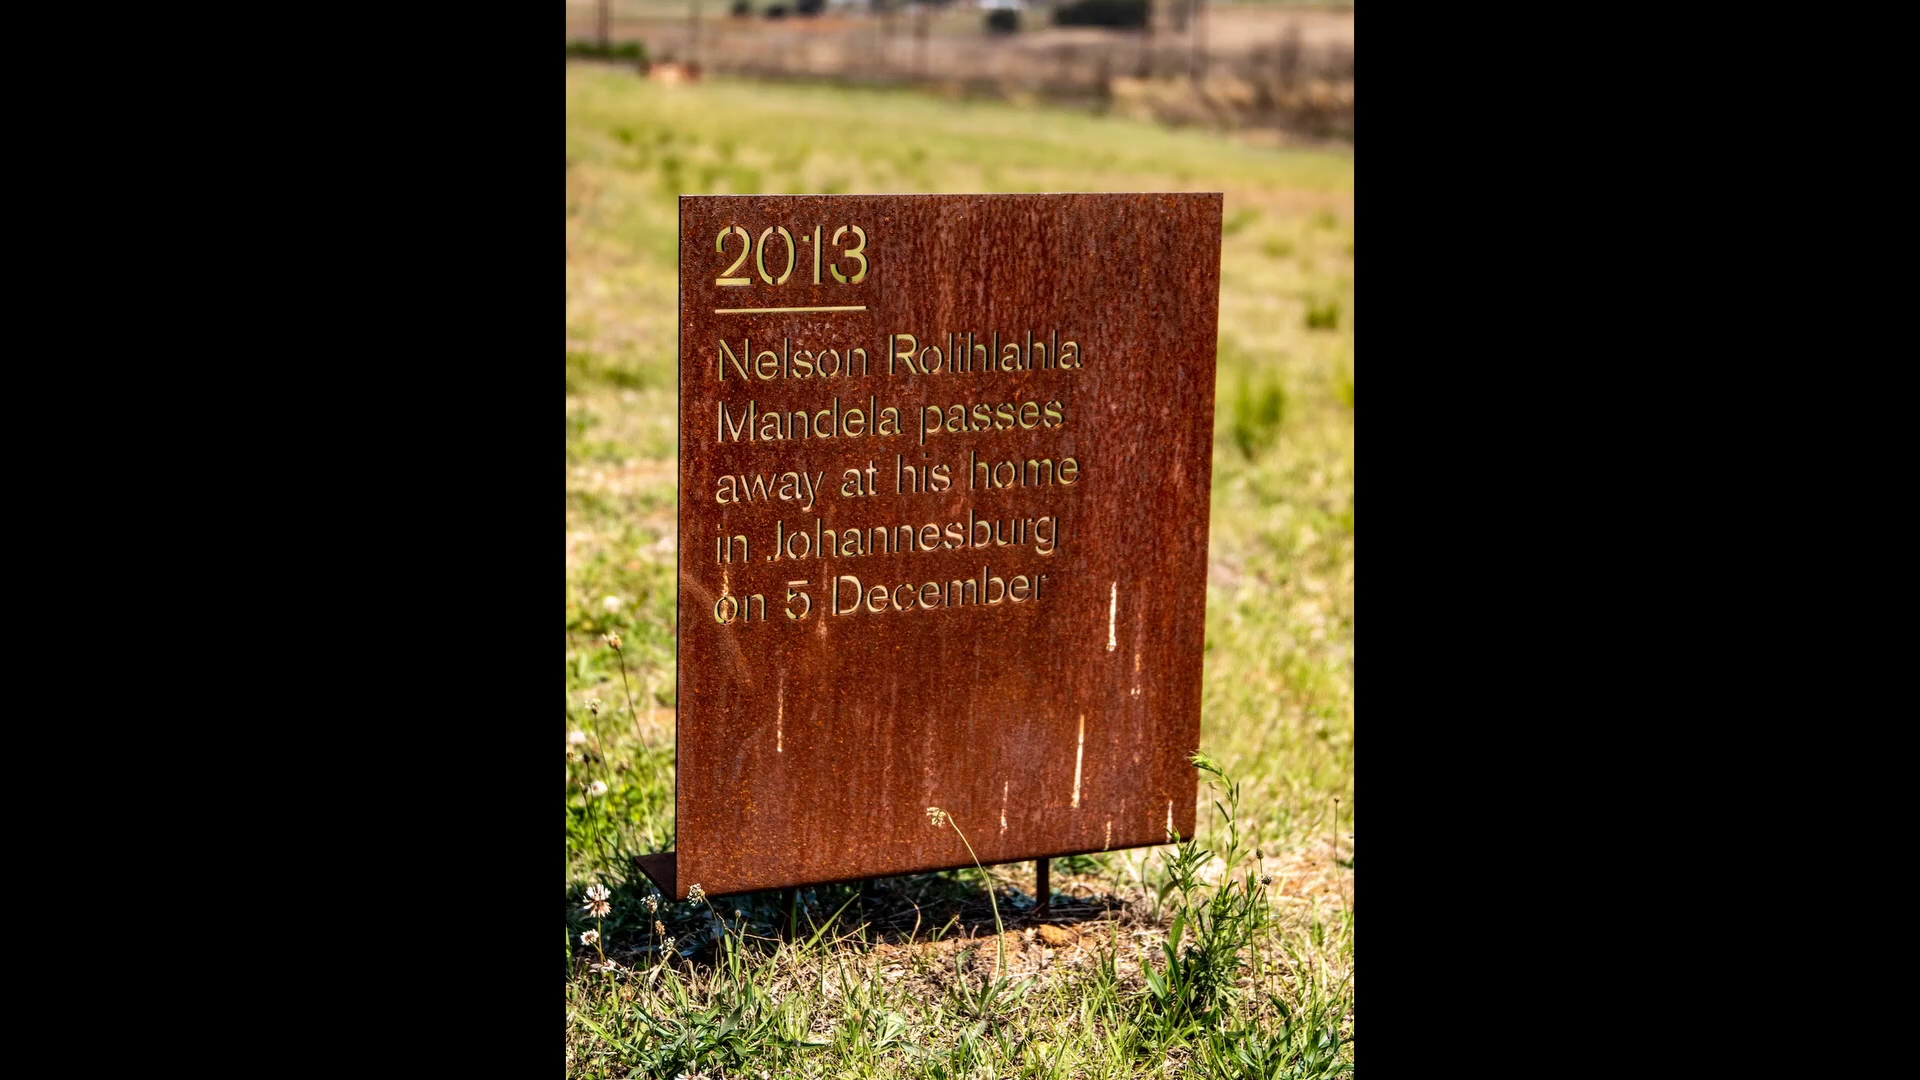 2013
Nelson Rolihlahla
Mandela passes
away at his home
in Johannesburg
on 5 December